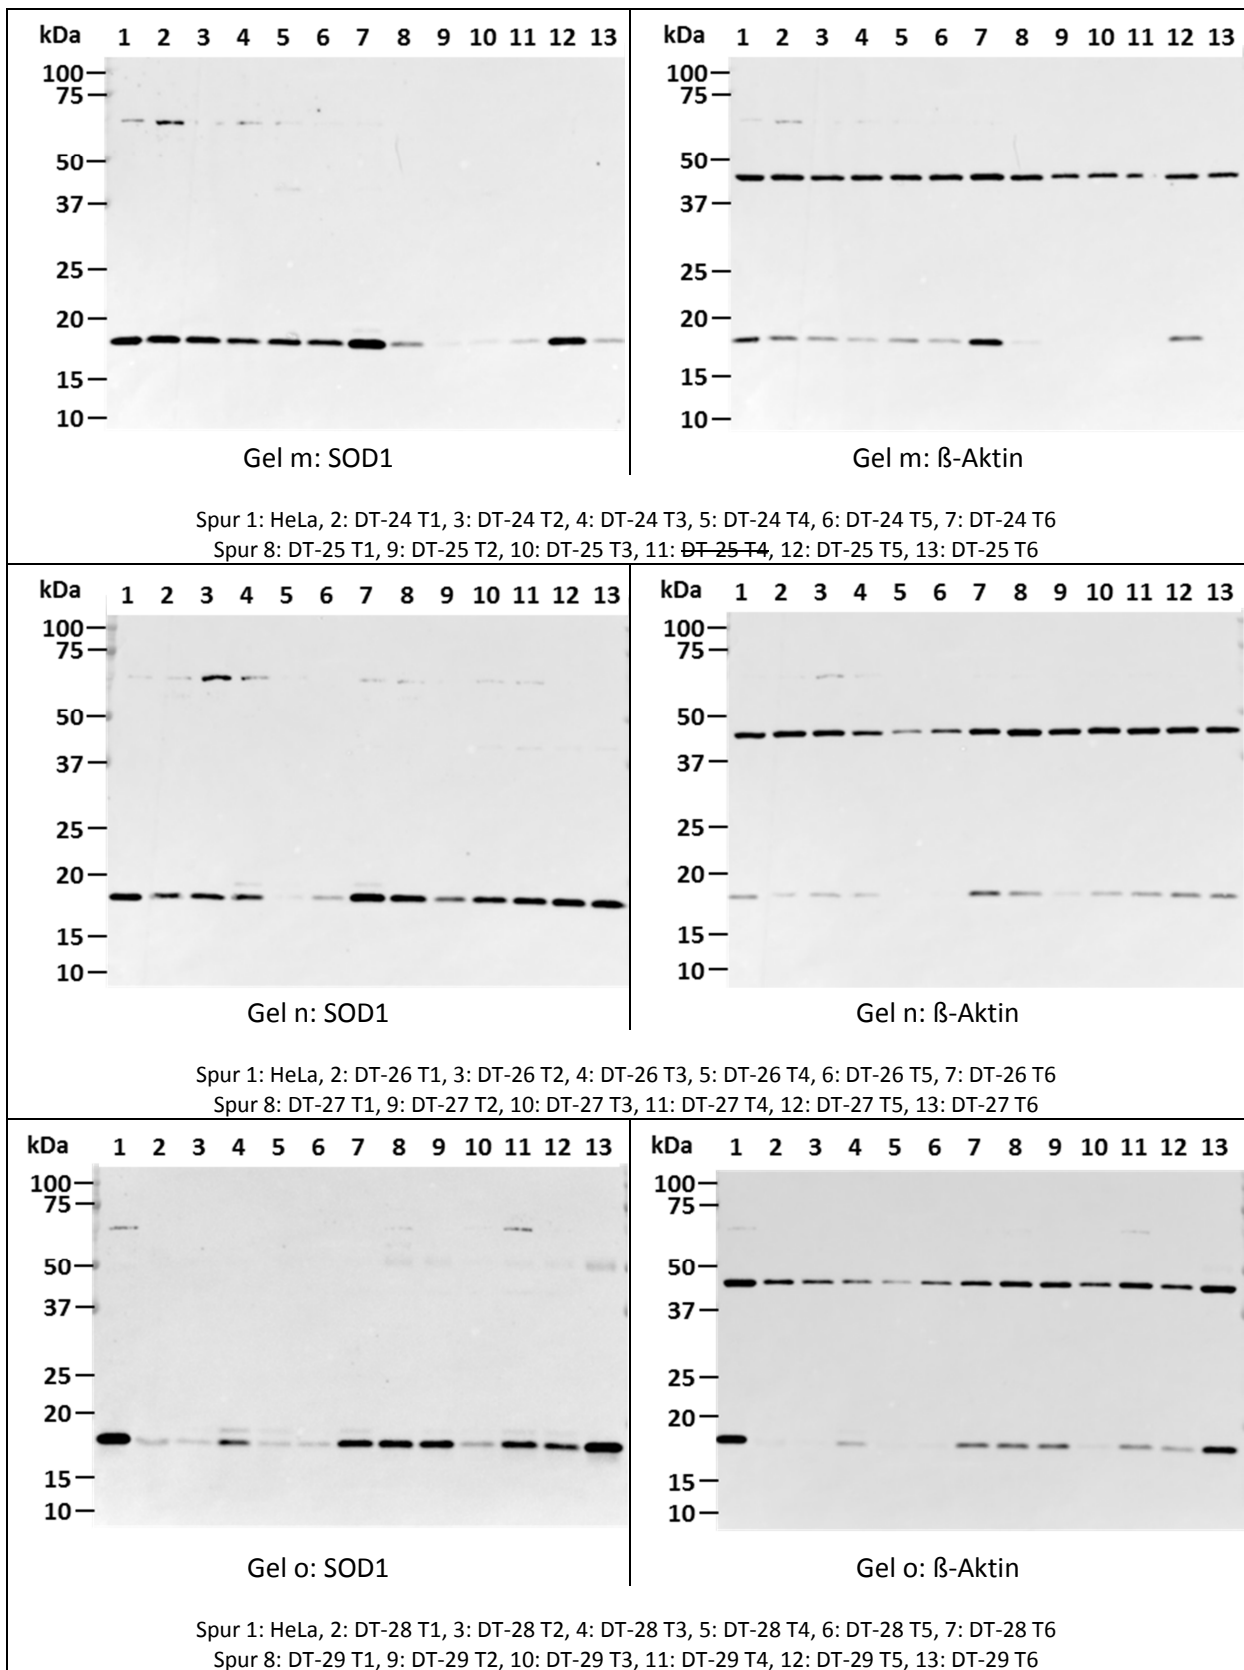 kDa 1 2 3 4 5 6 7 8 9 10 11 12 13
100
75
50
37
25
20
15
10
Gel m: SOD1
kDa 1 2 3 4 5 6 7 8 9 10 11 12 13
100
75
50
37
25
20
15
10
Gel m: ß-Aktin
Spur 1: HeLa, 2: DT-24 T1, 3: DT-24 T2, 4: DT-24 T3, 5: DT-24 T4, 6: DT-24 T5, 7: DT-24 T6
Spur 8: DT-25 T1, 9: DT-25 T2, 10: DT-25 T3, 11: DT-25 T4, 12: DT-25 T5, 13: DT-25 T6
kDa 1 2 3 4 5 6 7 8 9 10 11 12 13
100
75
50
37
25
20
15
10
Gel n: SOD1
kDa 1 2 3 4 5 6 7 8 9 10 11 12 13
100
75
50
37
25
20
15
10
Gel n: ß-Aktin
Spur 1: HeLa, 2: DT-26 T1, 3: DT-26 T2, 4: DT-26 T3, 5: DT-26 T4, 6: DT-26 T5, 7: DT-26 T6
Spur 8: DT-27 T1, 9: DT-27 T2, 10: DT-27 T3, 11: DT-27 T4, 12: DT-27 T5, 13: DT-27 T6
kDa 1 2 3 4 5 6 7 8 9 10 11 12 13
100
75
50
37
25
20
15
10
Gel o: SOD1
kDa 1 2 3 4 5 6 7 8 9 10 11 12 13
100
75
50
37
25
20
15
10
Gel o: ß-Aktin
Spur 1: HeLa, 2: DT-28 T1, 3: DT-28 T2, 4: DT-28 T3, 5: DT-28 T4, 6: DT-28 T5, 7: DT-28 T6
Spur 8: DT-29 T1, 9: DT-29 T2, 10: DT-29 T3, 11: DT-29 T4, 12: DT-29 T5, 13: DT-29 T6